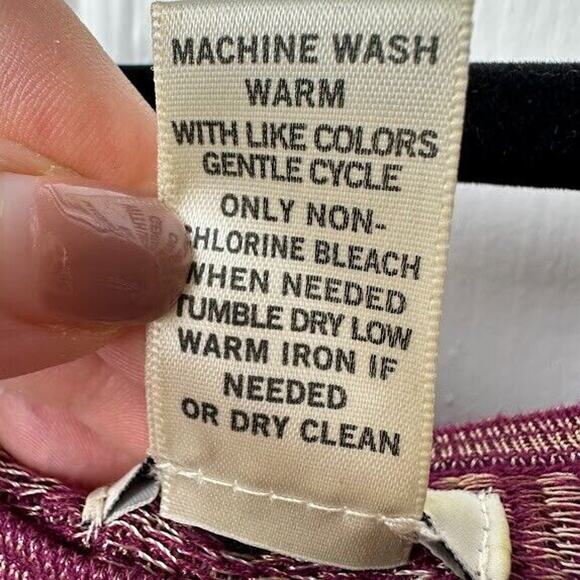 MACHINE WASH
WARM
WITH LIKE COLORS
GENTLE CYCLE
ONLY NON-
CHLORINE BLEACH
WHEN NEEDED
TUMBLE DRY LOW
WARM IRON IF
NEEDED
OR DRY CLEAN